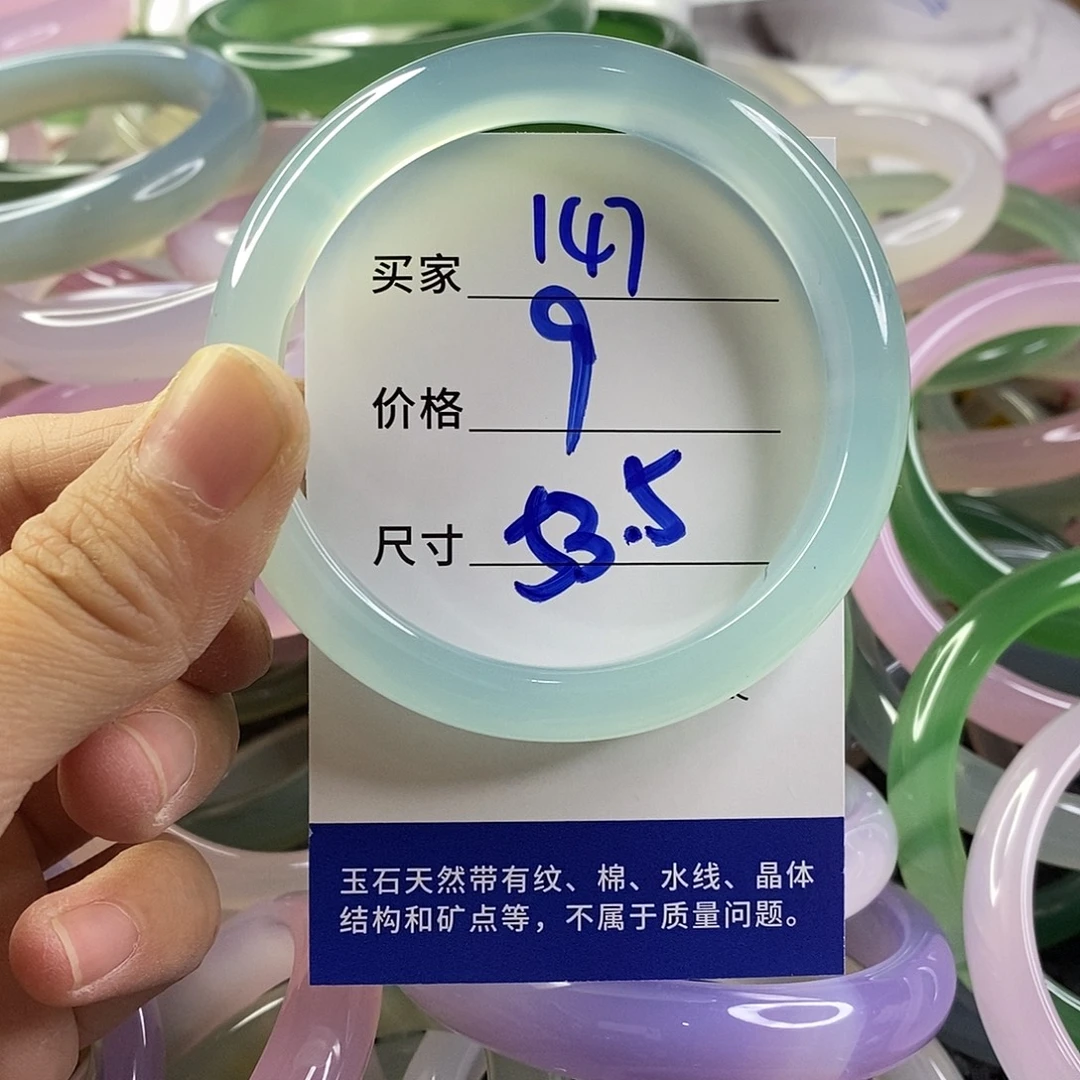 买家 147
价格 9
尺寸 53.5
玉石天然带有纹、棉、水线、晶体
结构和矿点等，不属于质量问题。